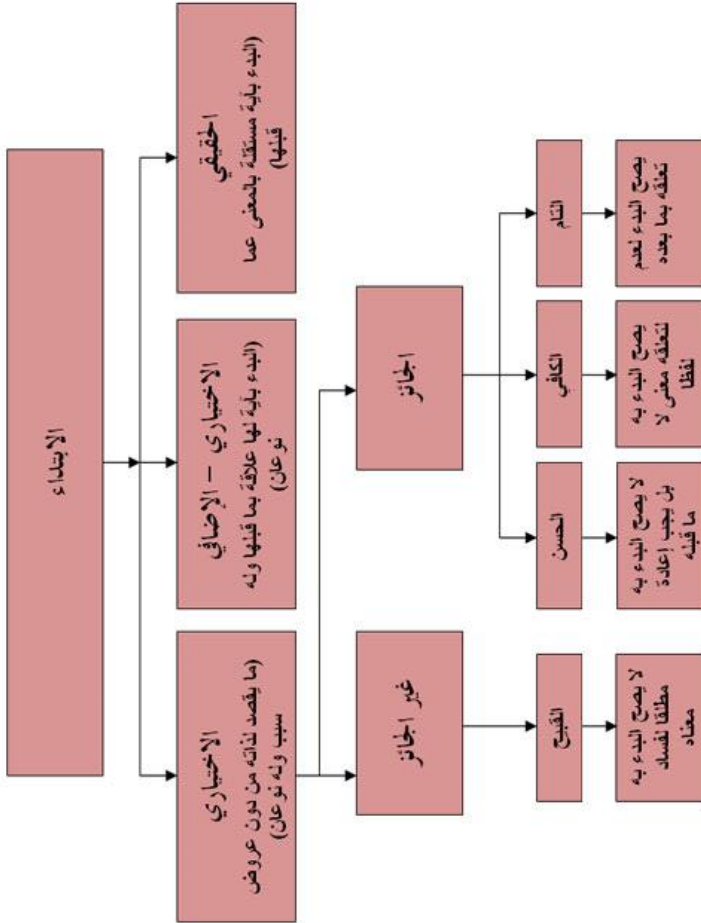 الابتداء
الحقيقي
(البدء بآية مستقلة بالمعنى عما
قبلها)
الاختياري – الإضافي
(البدء بآية لها علاقة بما قبلها وله
نوعان)
الاختياري
(ما يقصد لذاته من دون عروض
سبب وله نوعان)
الجائز
غير الجائز
التام
الكافي
الحسن
القبيح
يصح البدء لعدم
تعلقه بما بعده
يصح البدء به
لتعلقه معنى لا
لفظا
لا يصح البدء به
بل يجب إعادة
ما قبله
لا يصح البدء به
مطلقا لفساد
معناه